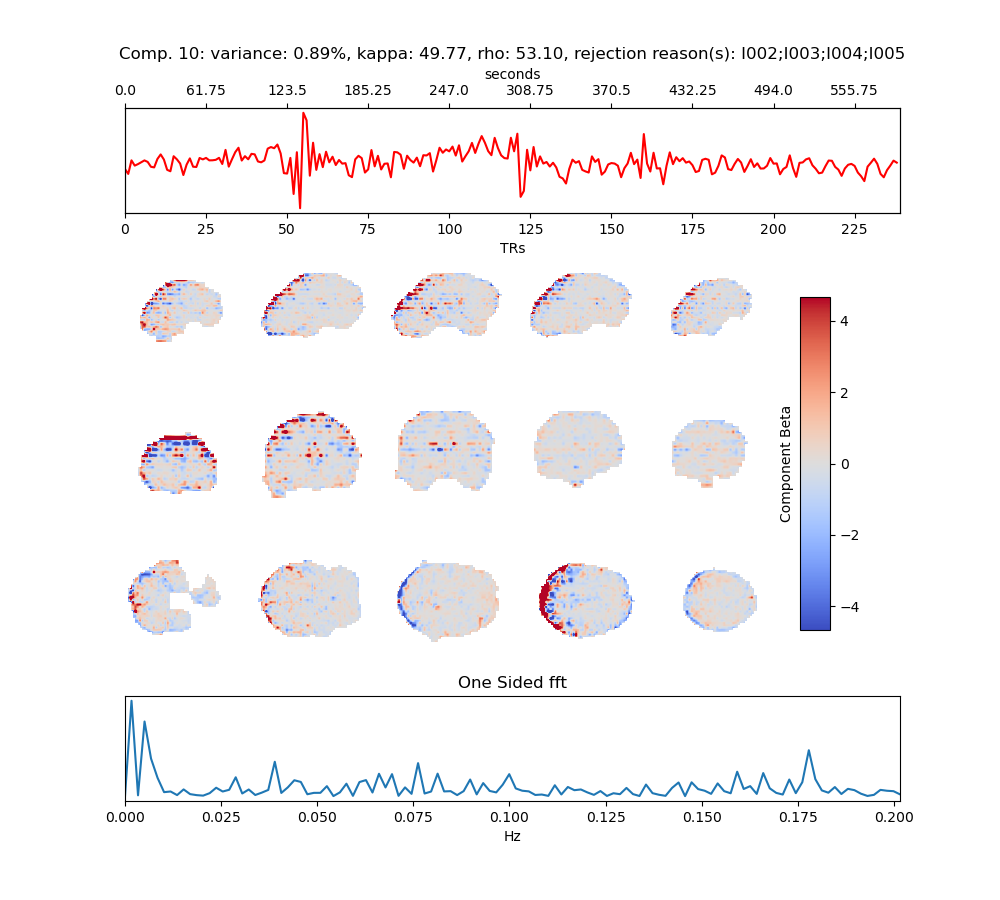 Comp. 10: variance: 0.89%, kappa: 49.77, rho: 53.10, rejection reason(s): I002;I003;I004;I005
seconds
0.0 61.75 123.5 185.25 247.0 308.75 370.5 432.25 494.0 555.75
0 25 50 75 100 125 150 175 200 225
TRs
4
2
0
−2
−4
Component Beta
One Sided fft
0.000 0.025 0.050 0.075 0.100 0.125 0.150 0.175 0.200
Hz